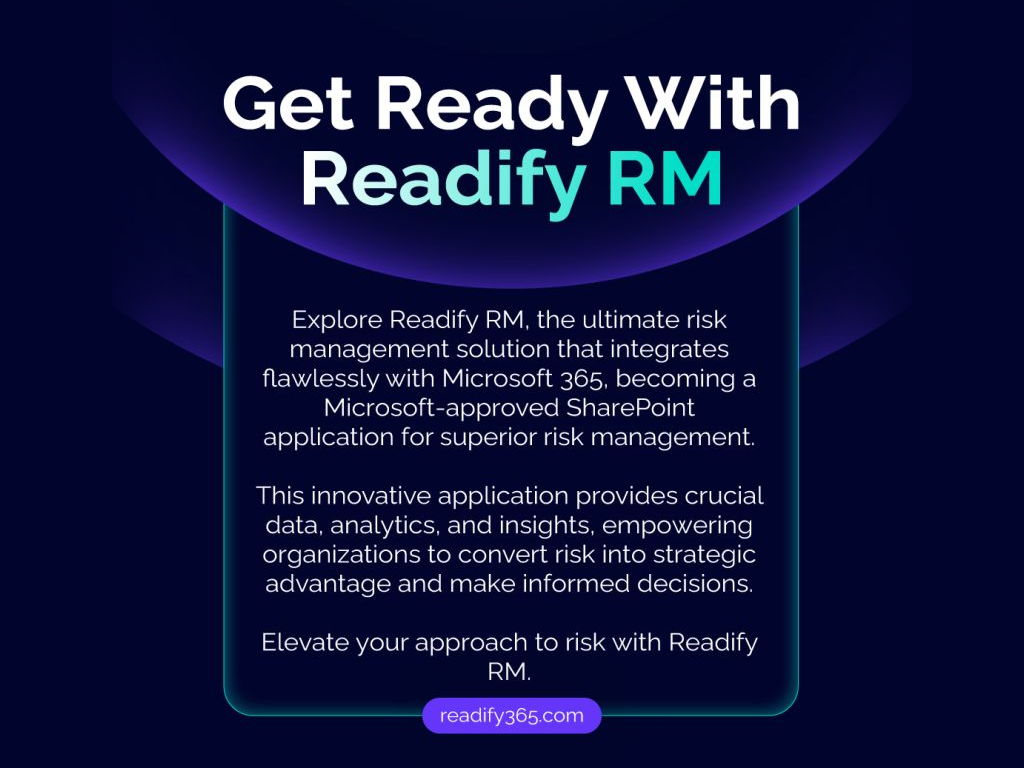 Get Ready With
Readify RM
Explore Readify RM, the ultimate risk
management solution that integrates
flawlessly with Microsoft 365, becoming a
Microsoft-approved SharePoint
application for superior risk management.
This innovative application provides crucial
data, analytics, and insights, empowering
organizations to convert risk into strategic
advantage and make informed decisions.
Elevate your approach to risk with Readify
RM.
readify365.com